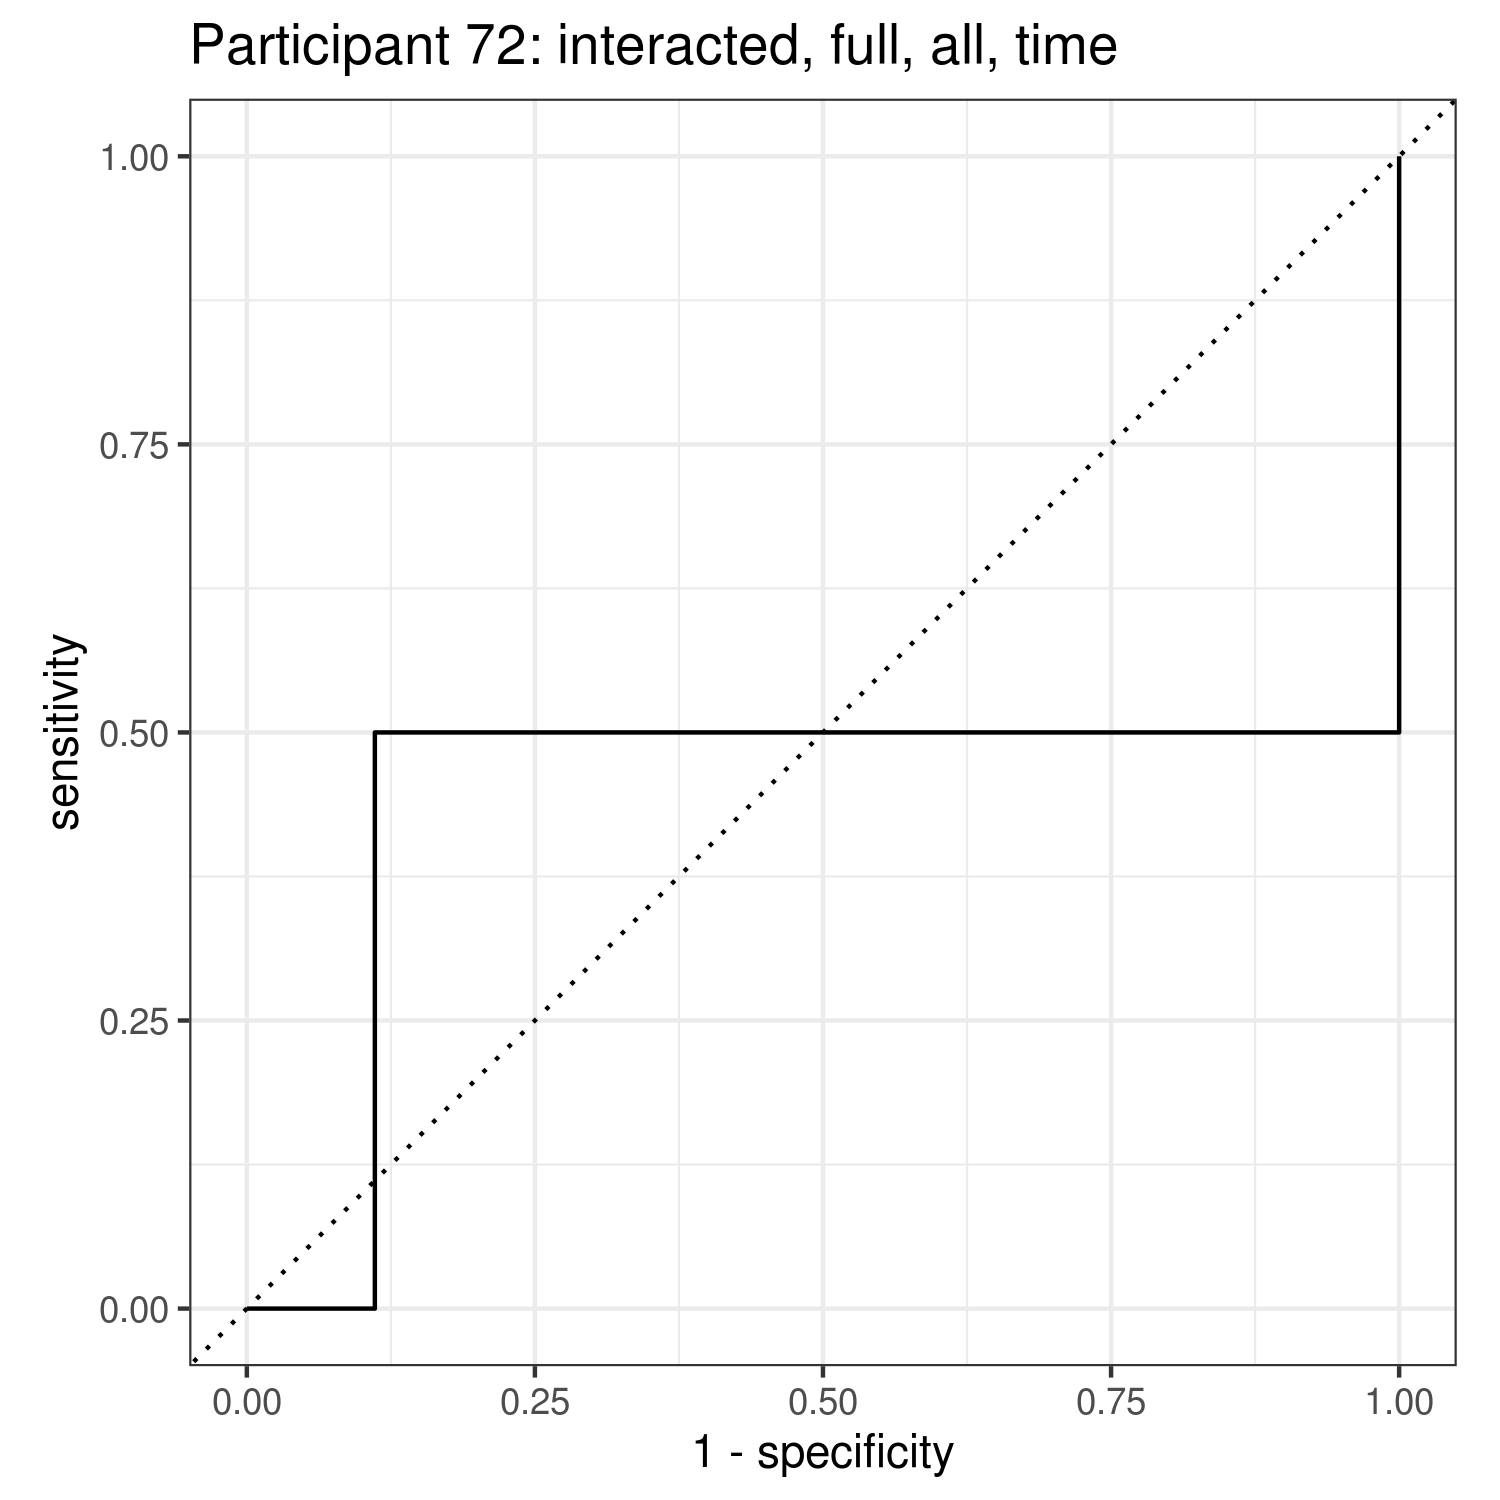 Participant 72: interacted, full, all, time
1.00
0.75
0.50
0.25
0.00
sensitivity
0.00 0.25 0.50 0.75 1.00
1 - specificity